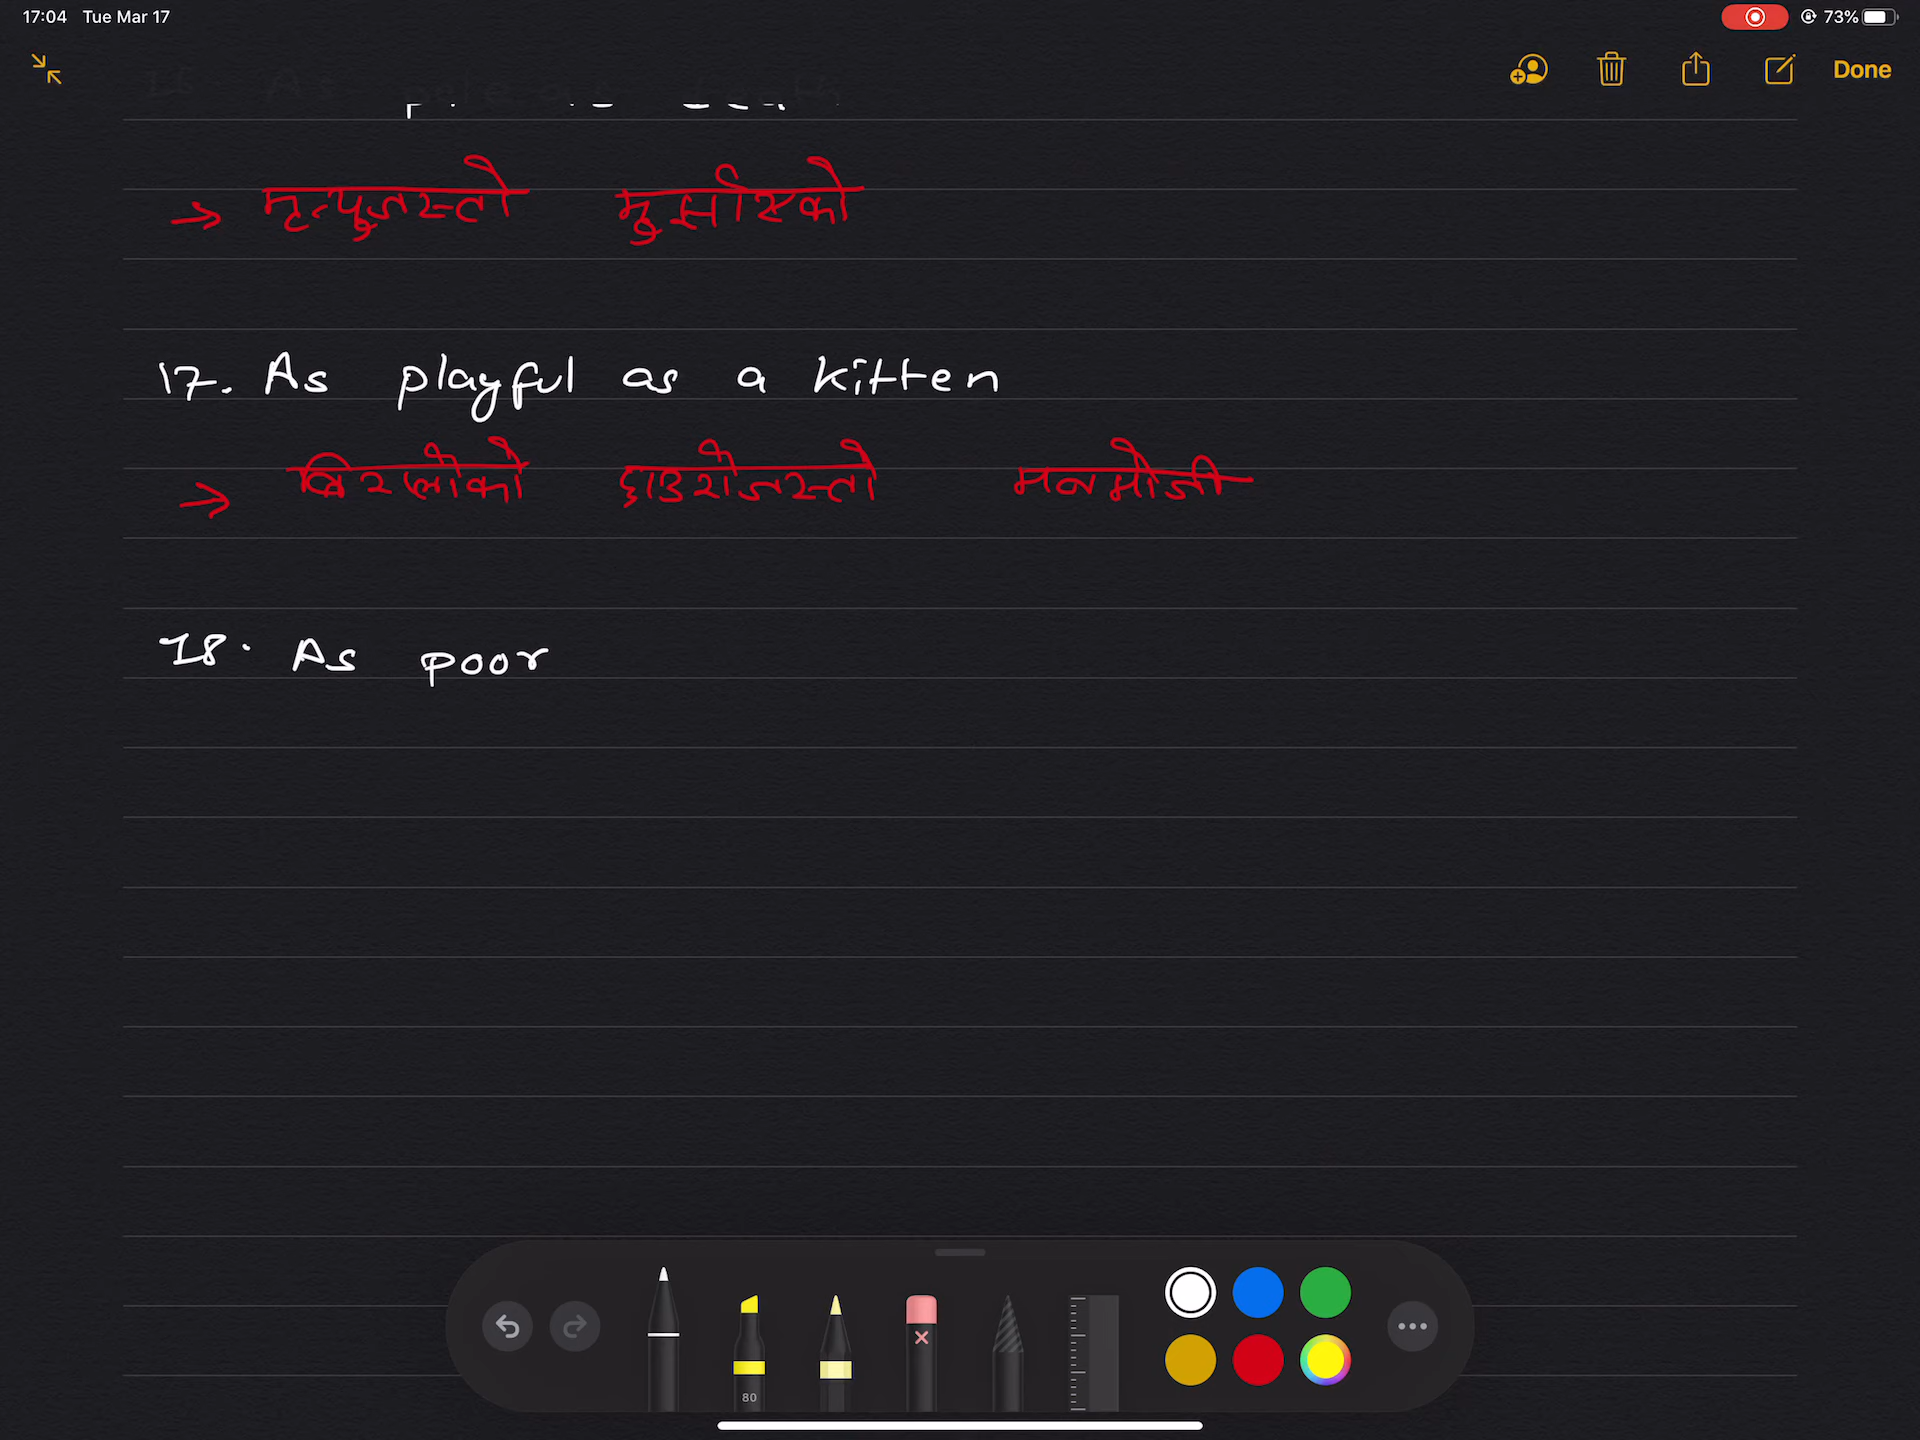 17:04 Tue Mar 17
73%
Done
→ मृत्युजस्तो मुर्झाएको
17. As playful as a kitten
→ बिरालोको छाउरोजस्तो मनमौजी
18. As poor
80